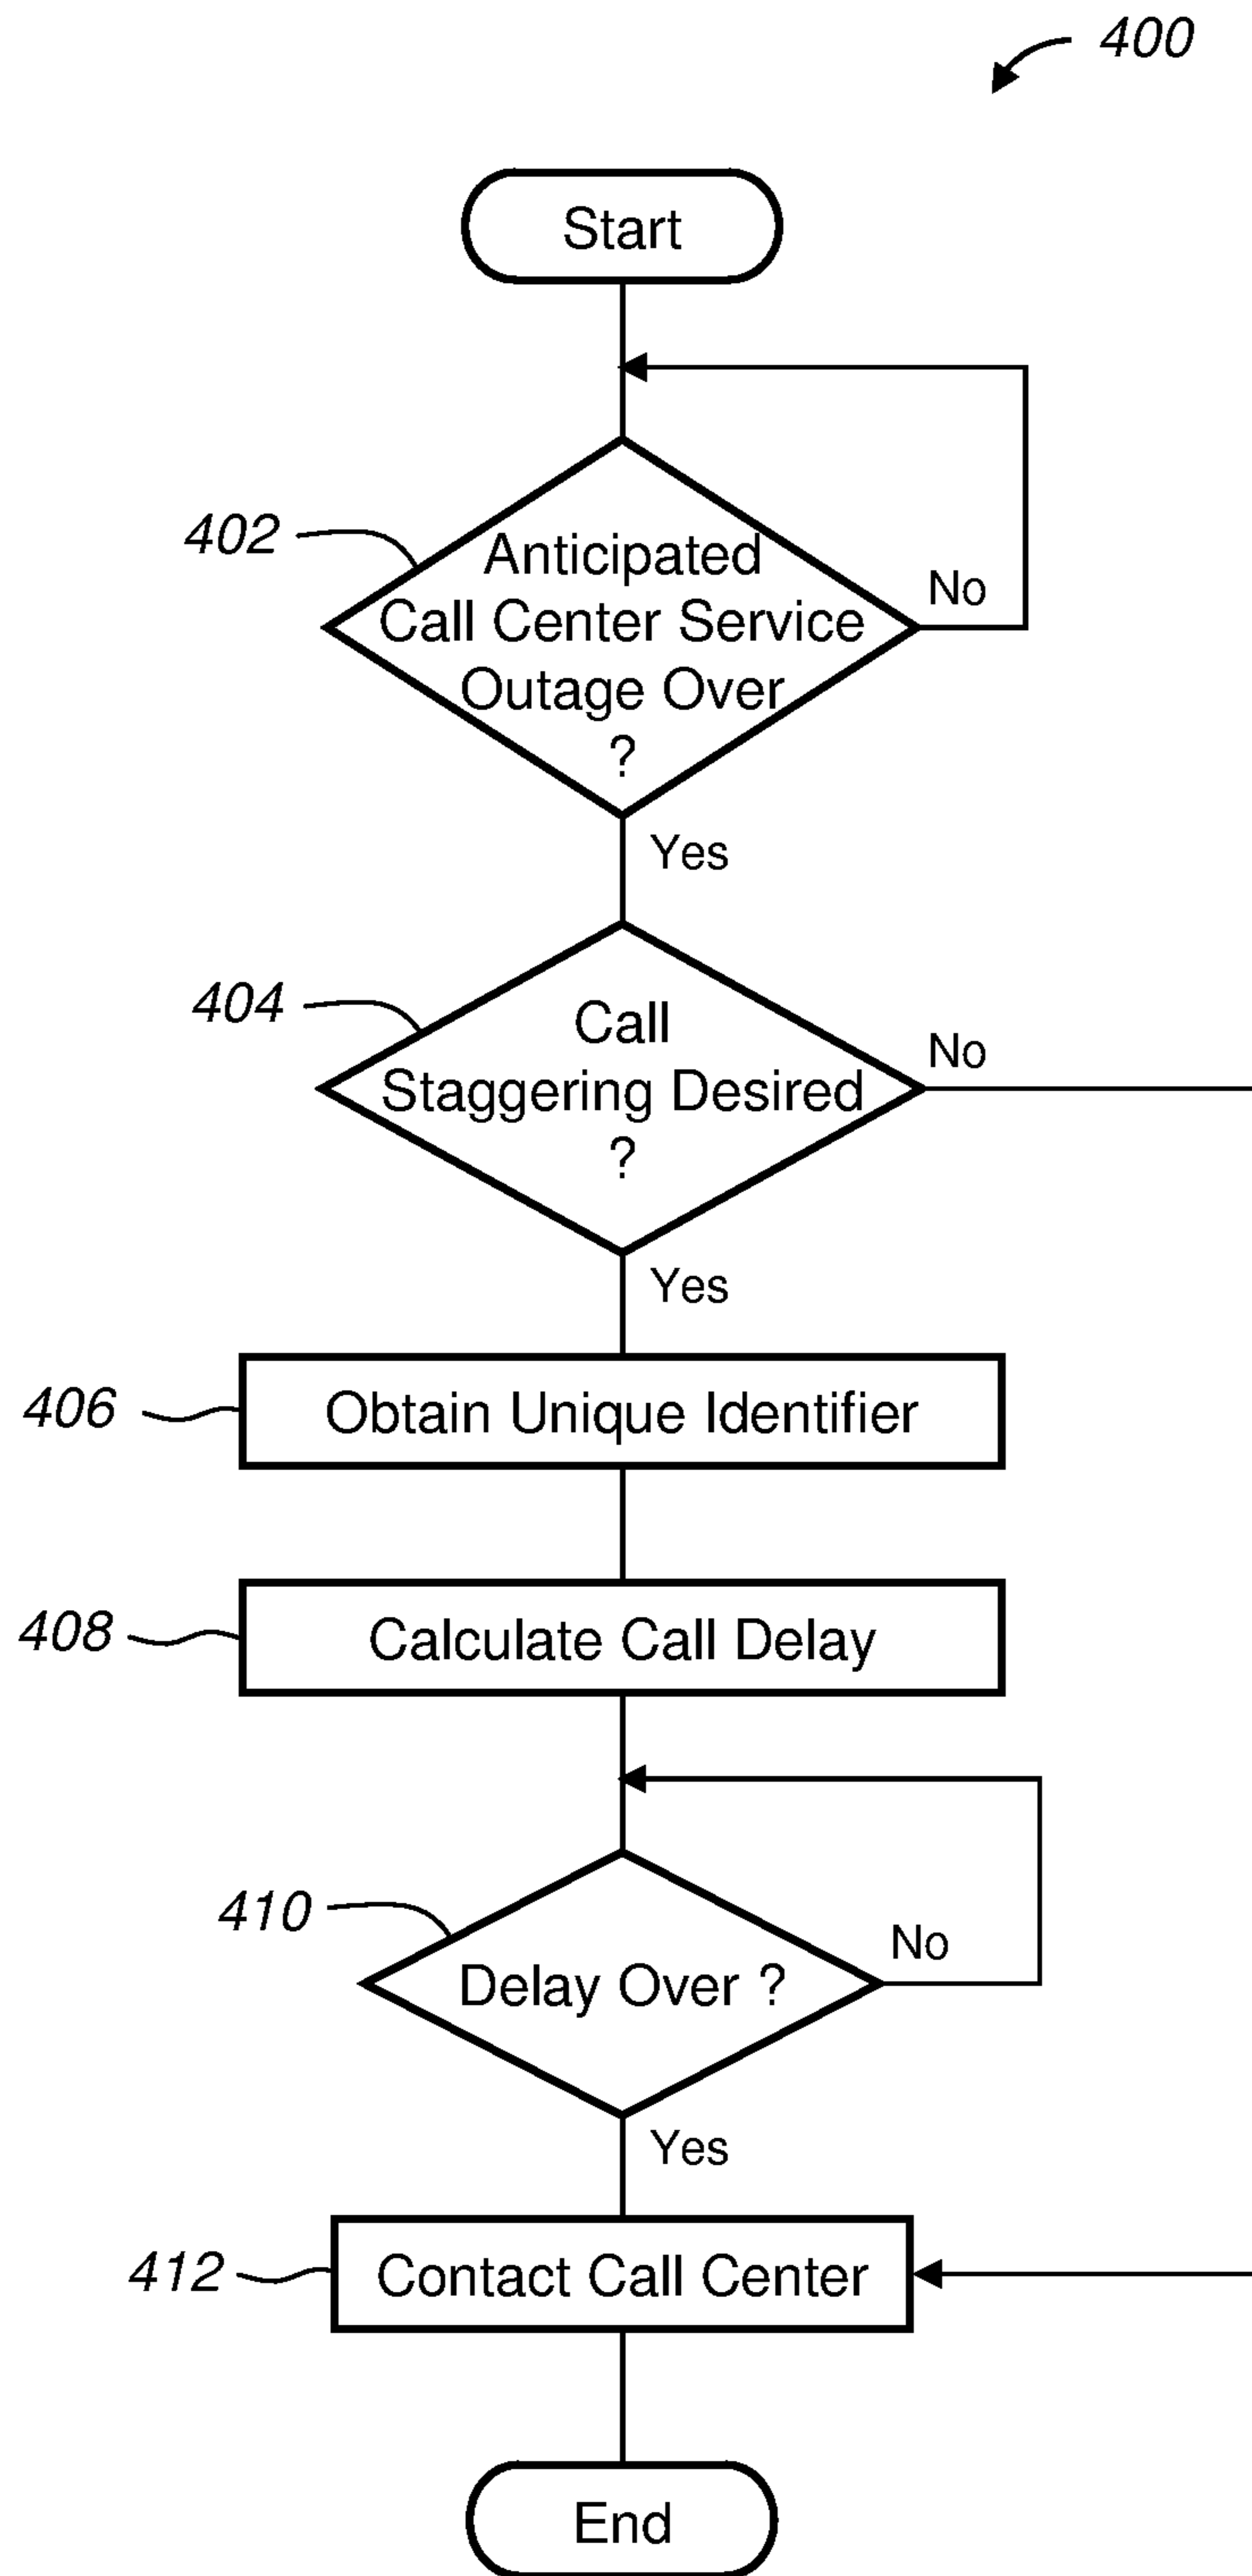 400
Start
402
Anticipated
Call Center Service
Outage Over
?
No
Yes
404
Call
Staggering Desired
?
No
Yes
406
Obtain Unique Identifier
408
Calculate Call Delay
410
Delay Over ?
No
Yes
412
Contact Call Center
End